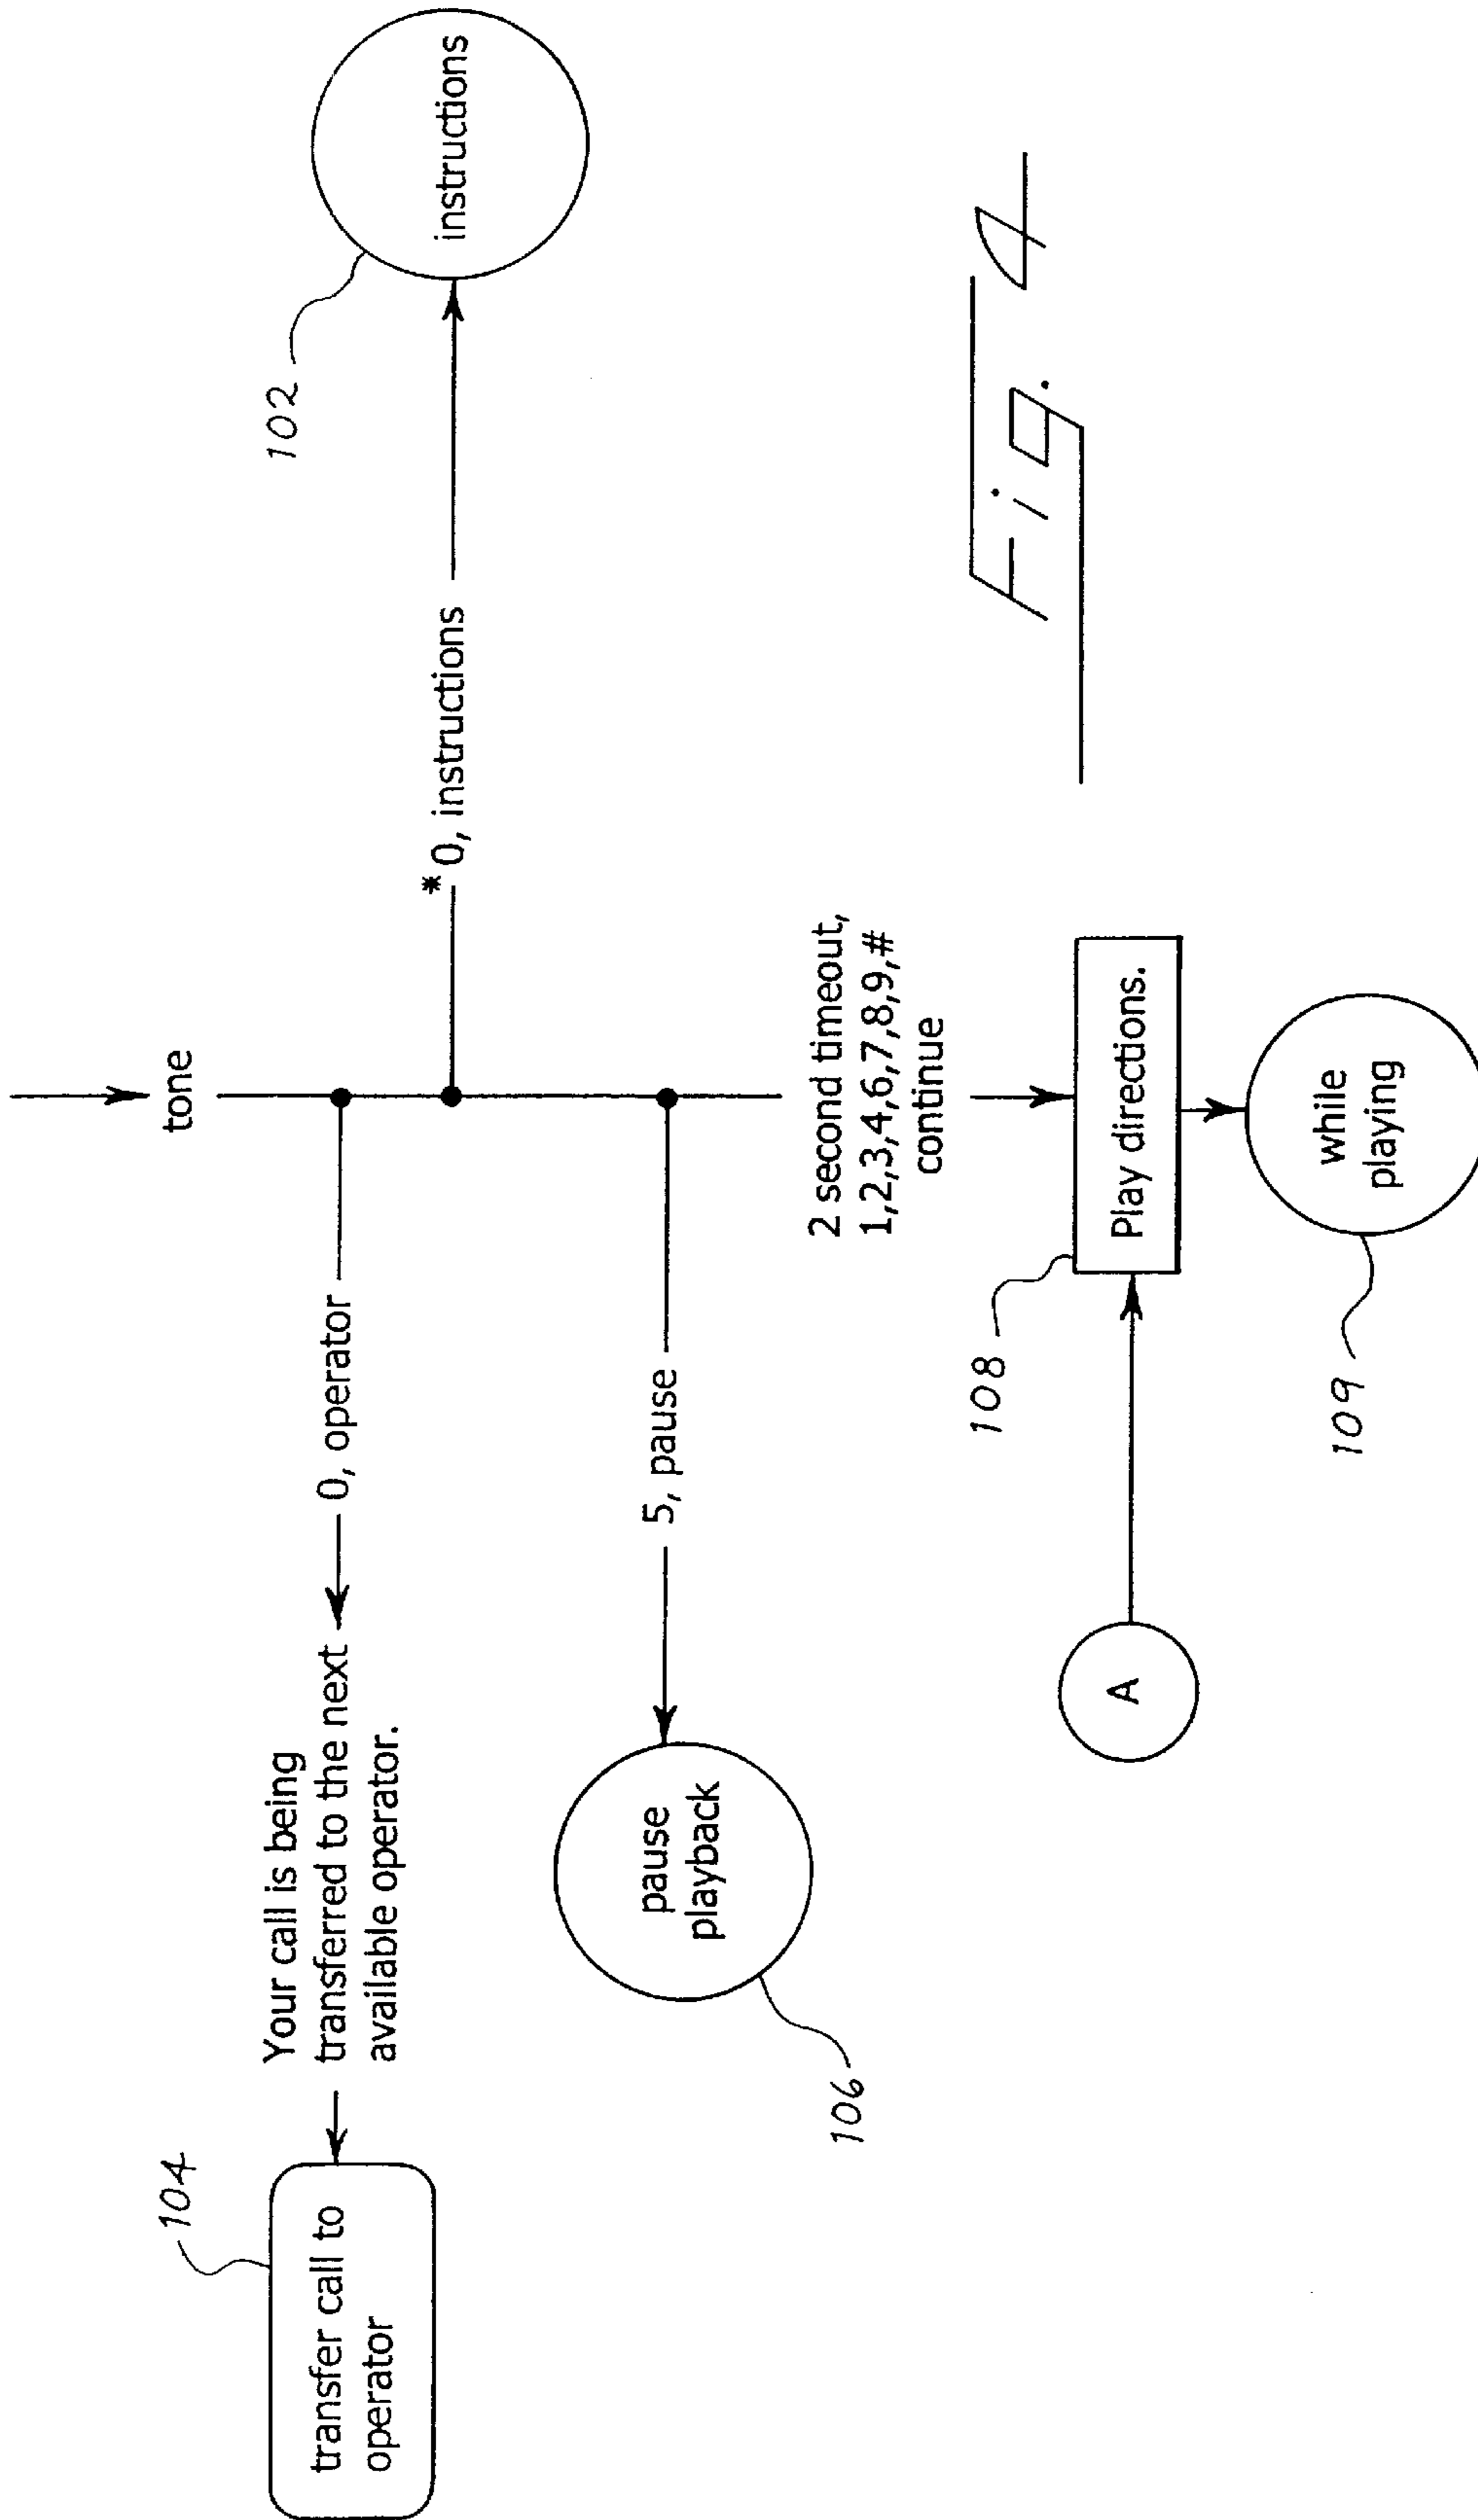 tone
104
Your call is being
transferred to the next
available operator.
0, operator
transfer call to
operator
102
* 0, instructions
instructions
5, pause
pause
playback
106
2 second timeout,
1,2,3,4,6,7,8,9,#
continue
108
A
Play directions.
109
while
playing
Fig. 4